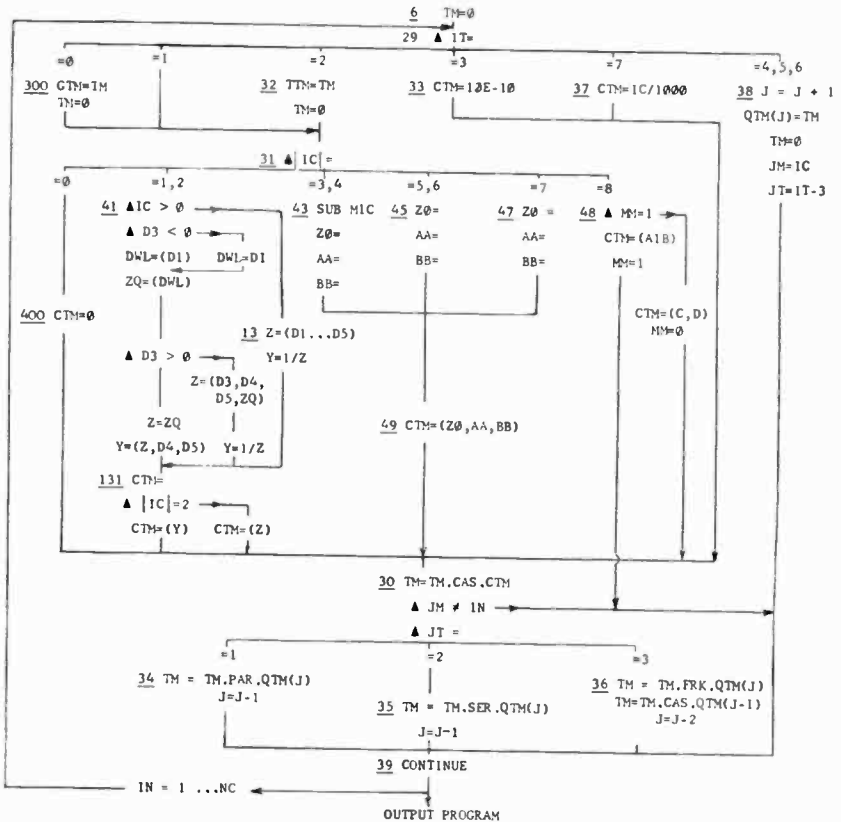 6 TM=0
29 ▲ IT=
=0 =1 =2 =3 =7 =4,5,6
300 GTM=TM 32 TTM=TM 33 CTM=10E-10 37 CTM=IC/1000 38 J = J + 1
TM=0 TM=0 QTM(J)=TM
TM=0
JM=IC
JT=IT-3
31 ▲ |IC| =
=0 =1,2 =3,4 =5,6 =7 =8
41 ▲IC > 0 43 SUB MIC 45 Z0= 47 Z0 = 48 ▲ MM=1
▲ D3 < 0 Z0= AA= AA= CTM=(A1B)
DWL=(D1) DWL=D1 AA= BB= BB= MM=1
ZQ=(DWL) BB=
400 CTM=0 13 Z=(D1...D5) CTM=(C,D)
MM=0
▲ D3 > 0 Y=1/Z
Z=(D3,D4,
D5,ZQ)
Z=ZQ 49 CTM=(Z0,AA,BB)
Y=(Z,D4,D5) Y=1/Z
131 CTM=
▲ |IC|=2
CTM=(Y) CTM=(Z)
30 TM=TM.CAS.CTM
▲ JM ≠ IN
▲ JT =
=1 =2 =3
34 TM = TM.PAR.QTM(J) 36 TM = TM.FRK.QTM(J)
J=J-1 TM=TM.CAS.QTM(J-1)
35 TM = TM.SER.QTM(J) J=J-2
J=J-1
39 CONTINUE
IN = 1 ...NC
OUTPUT PROGRAM